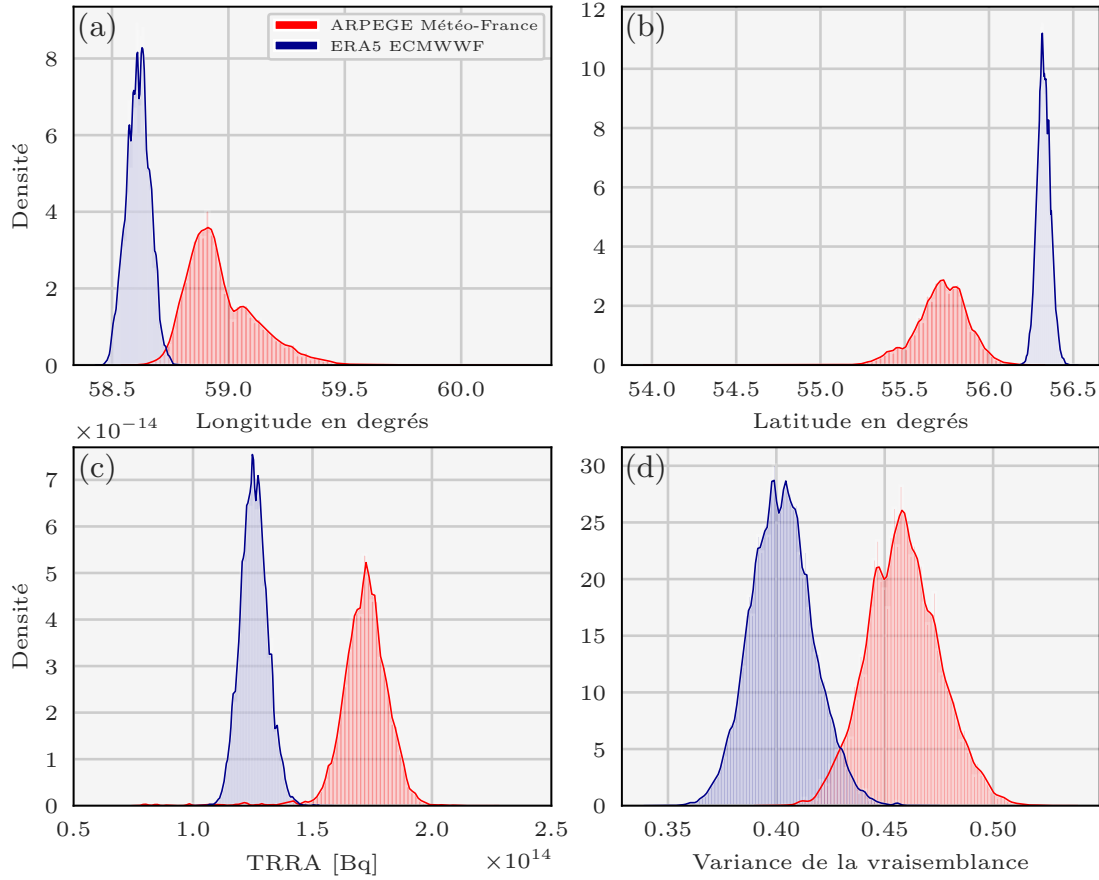 (a)
ARPEGE Météo-France
ERA5 ECMWWF
Densité
8
6
4
2
0
58.5 59.0 59.5 60.0
Longitude en degrés
(b)
12
10
8
6
4
2
0
54.0 54.5 55.0 55.5 56.0 56.5
Latitude en degrés
×10⁻¹⁴
(c)
Densité
7
6
5
4
3
2
1
0
0.5 1.0 1.5 2.0 2.5
TRRA [Bq]
×10¹⁴
(d)
30
25
20
15
10
5
0
0.35 0.40 0.45 0.50
Variance de la vraisemblance